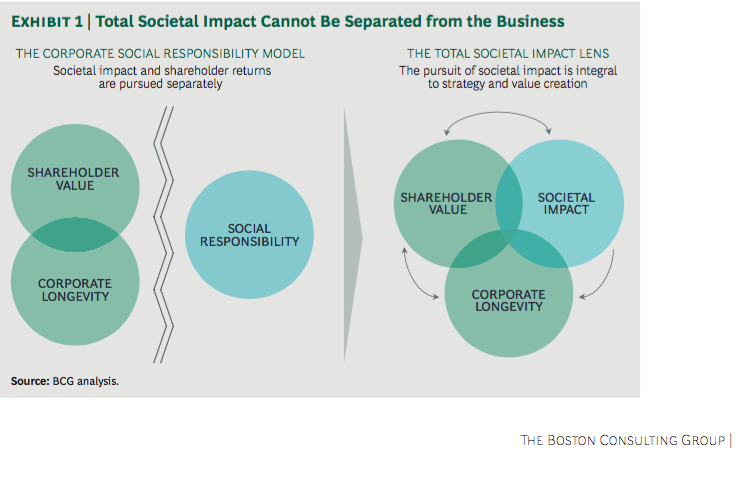 EXHIBIT 1 | Total Societal Impact Cannot Be Separated from the Business
THE CORPORATE SOCIAL RESPONSIBILITY MODEL
Societal impact and shareholder returns
are pursued separately
SHAREHOLDER
VALUE
CORPORATE
LONGEVITY
SOCIAL
RESPONSIBILITY
THE TOTAL SOCIETAL IMPACT LENS
The pursuit of societal impact is integral
to strategy and value creation
SHAREHOLDER
VALUE
SOCIETAL
IMPACT
CORPORATE
LONGEVITY
Source: BCG analysis.
THE BOSTON CONSULTING GROUP |